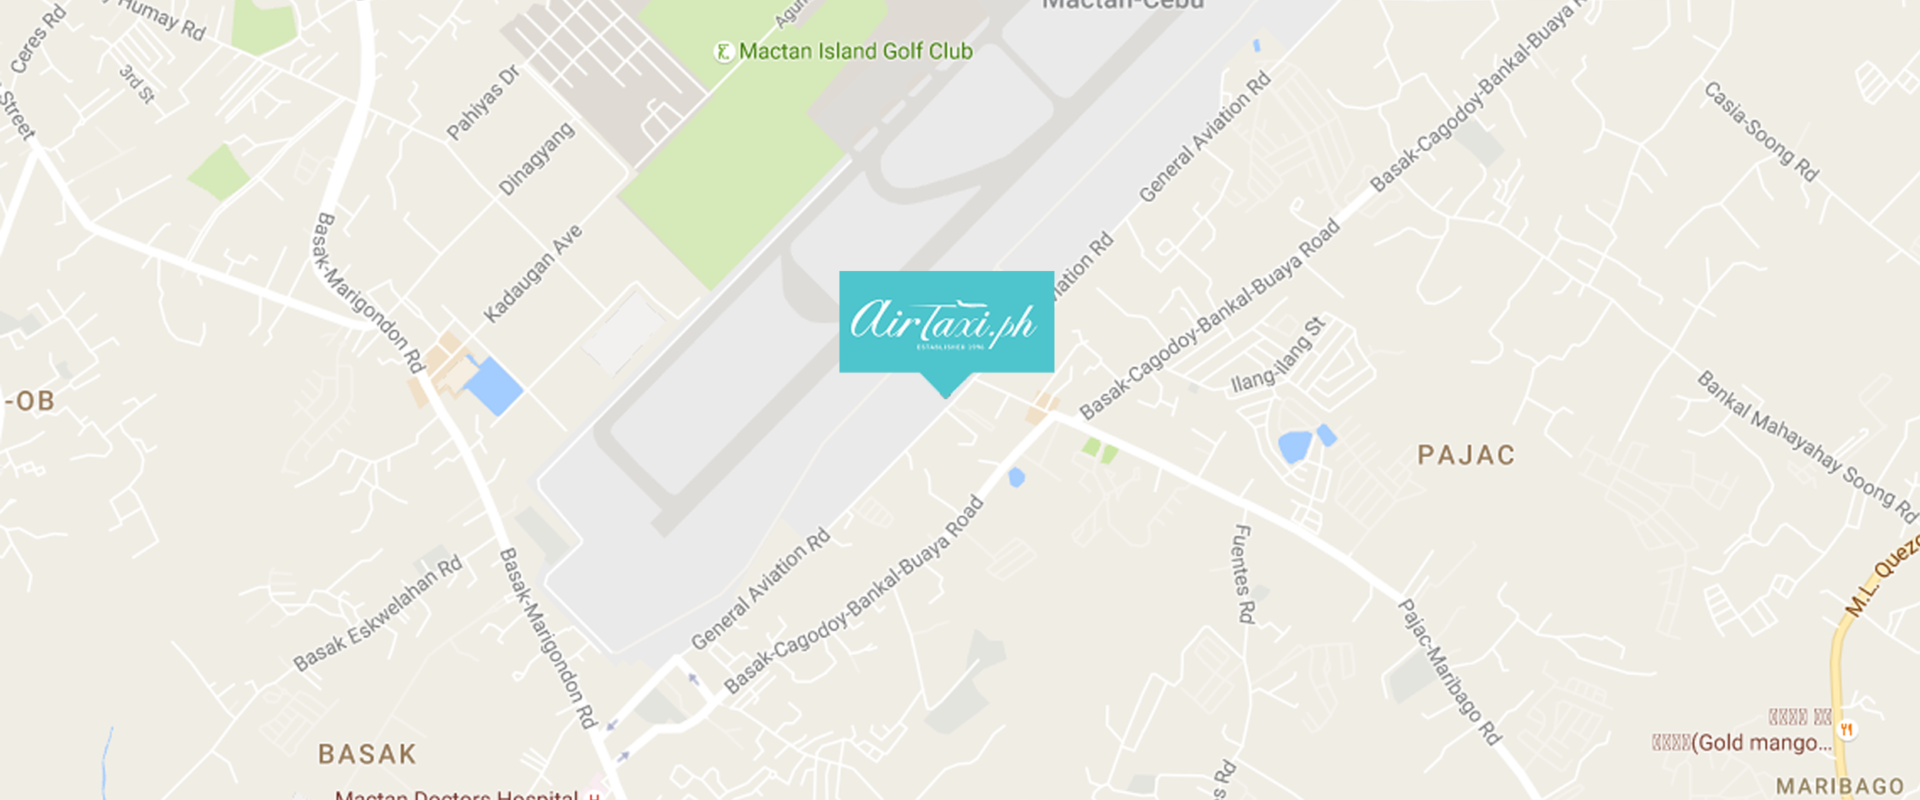 Mactan-Cebu
Humay Rd
Ceres Rd
3rd St
Street
Mactan Island Golf Club
Pahiyas Dr
Dinagyang
Kadaugan Ave
General Aviation Rd
Basak-Cagodoy-Bankal-Buaya R
Casia-Soong Rd
Basak-Marigondon Rd
AirTaxi.ph
ESTABLISHED 1996
Basak-Cagodoy-Bankal-Buaya Road
Ilang-ilang St
-OB
PAJAC
Bankal Mahayahay Soong Rd
Basak Eskwelahan Rd
Basak-Marigondon Rd
General Aviation Rd
Basak-Cagodoy-Bankal-Buaya Road
Fuentes Rd
Pajac-Maribago Rd
M.L. Quezo
(Gold mango...
BASAK
MARIBAGO
Mactan Doctors Hospital
s Rd